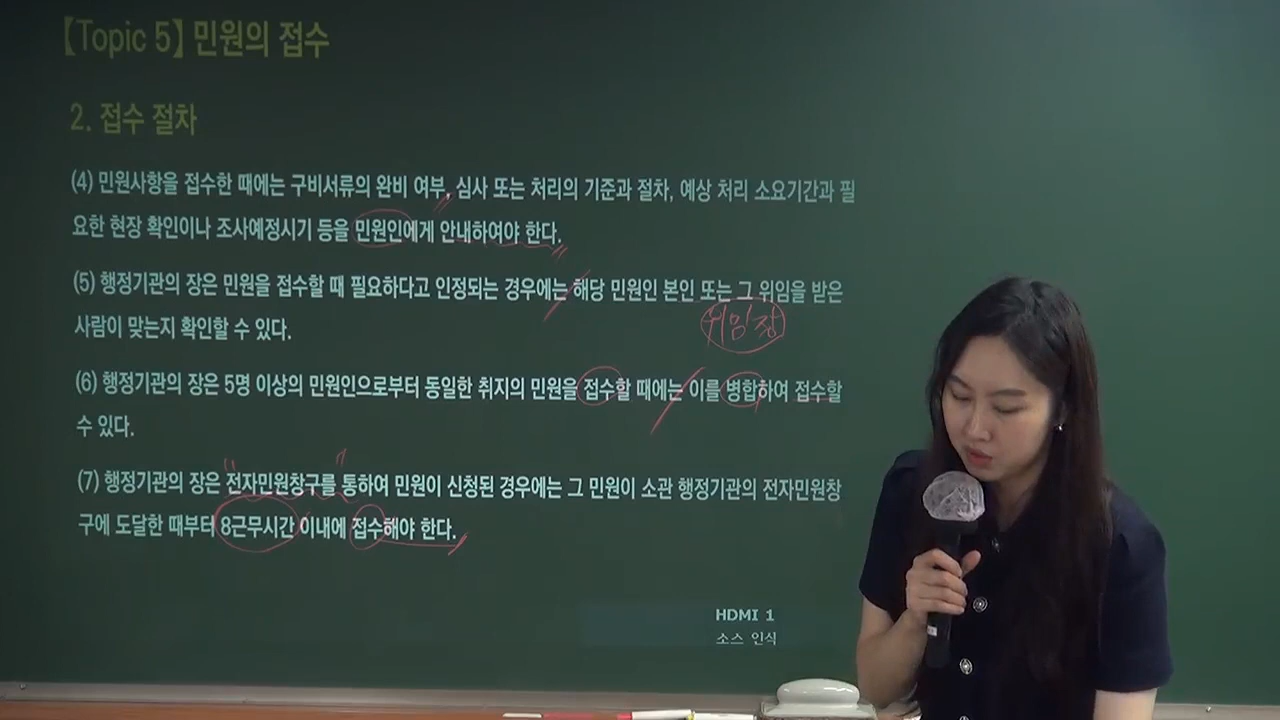 【Topic 5】 민원의 접수
2. 접수 절차
(4) 민원사항을 접수한 때에는 구비서류의 완비 여부, 심사 또는 처리의 기준과 절차, 예상 처리 소요기간과 필
요한 현장 확인이나 조사예정시기 등을 민원인에게 안내하여야 한다.
(5) 행정기관의 장은 민원을 접수할 때 필요하다고 인정되는 경우에는 해당 민원인 본인 또는 그 위임을 받은
위임장
사람이 맞는지 확인할 수 있다.
(6) 행정기관의 장은 5명 이상의 민원인으로부터 동일한 취지의 민원을 접수할 때에는 이를 병합하여 접수할
수 있다.
(7) 행정기관의 장은 전자민원창구를 통하여 민원이 신청된 경우에는 그 민원이 소관 행정기관의 전자민원창
구에 도달한 때부터 8근무시간 이내에 접수해야 한다.
HDMI 1
소스 인식